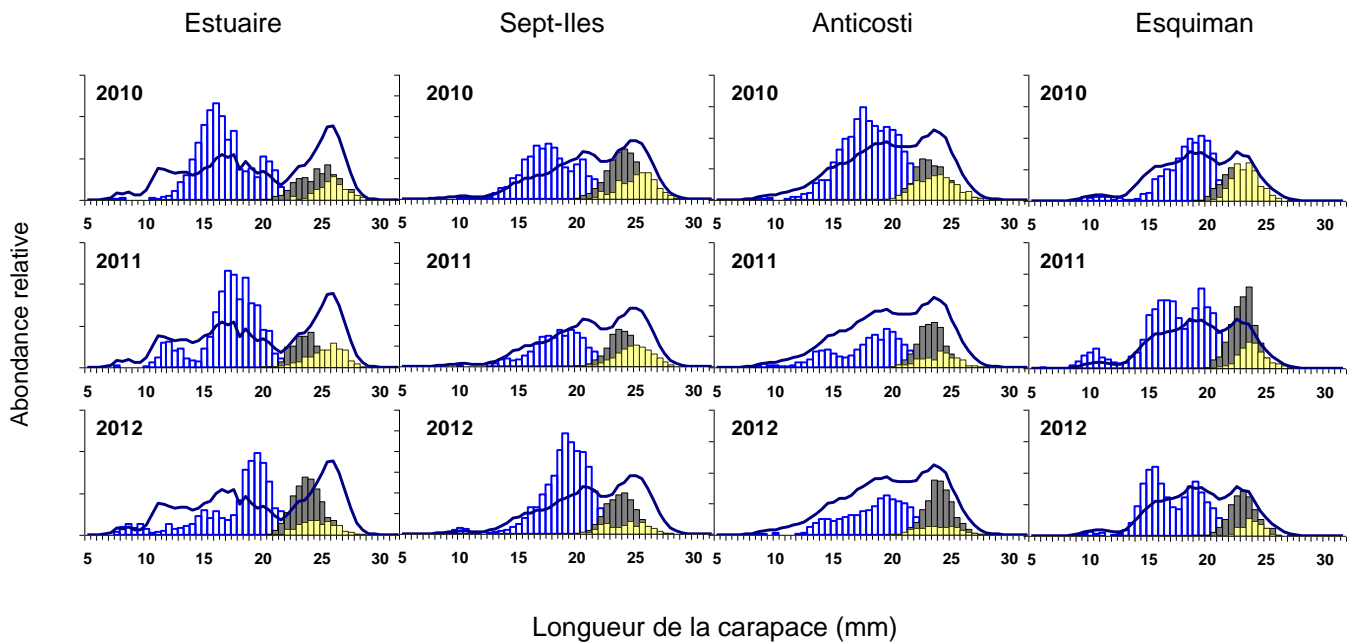 Estuaire Sept-Iles Anticosti Esquiman
Abondance relative
2010 2010 2010 2010
5 10 15 20 25 30 5 10 15 20 25 30 5 10 15 20 25 30 5 10 15 20 25 30
2011 2011 2011 2011
5 10 15 20 25 30 5 10 15 20 25 30 5 10 15 20 25 30 5 10 15 20 25 30
2012 2012 2012 2012
5 10 15 20 25 30 5 10 15 20 25 30 5 10 15 20 25 30 5 10 15 20 25 30
Longueur de la carapace (mm)